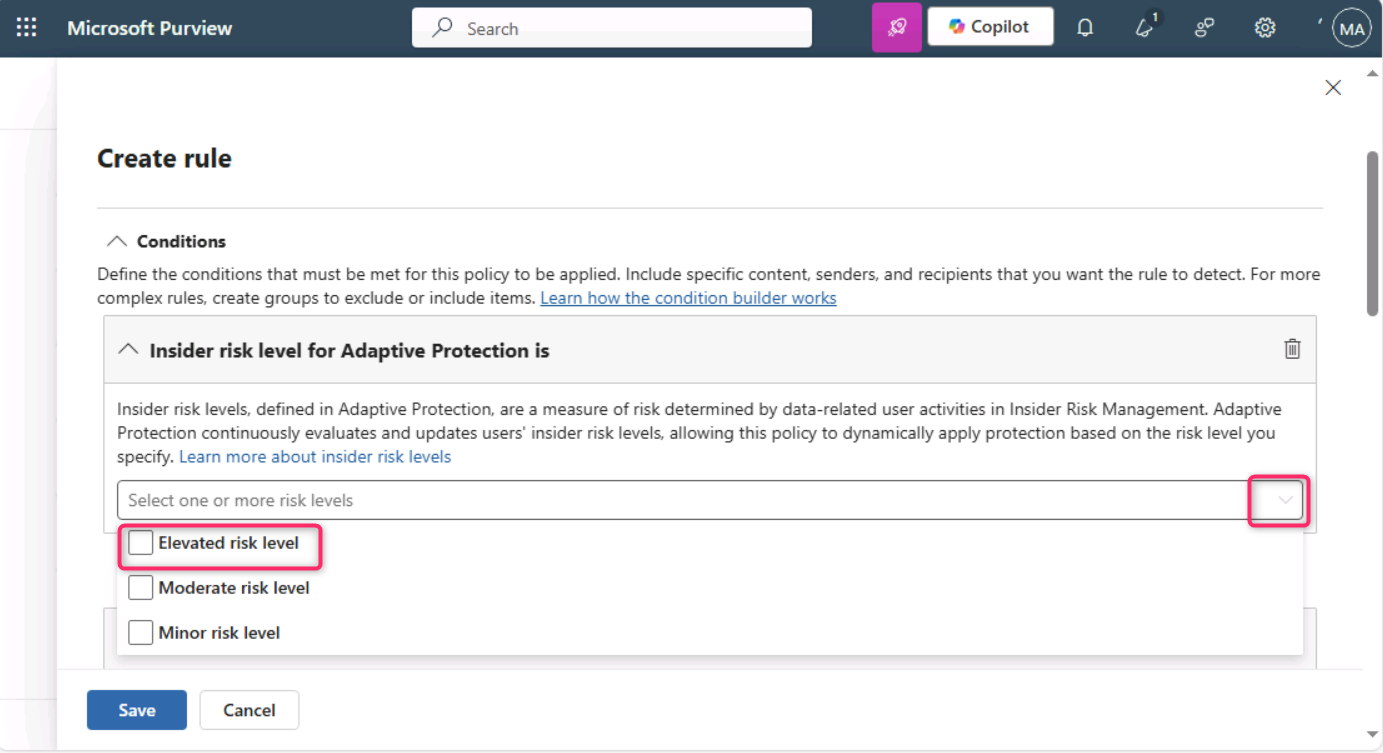 Microsoft Purview
Search
Copilot
1
MA
Create rule
Conditions
Define the conditions that must be met for this policy to be applied. Include specific content, senders, and recipients that you want the rule to detect. For more
complex rules, create groups to exclude or include items. Learn how the condition builder works
Insider risk level for Adaptive Protection is
Insider risk levels, defined in Adaptive Protection, are a measure of risk determined by data-related user activities in Insider Risk Management. Adaptive
Protection continuously evaluates and updates users' insider risk levels, allowing this policy to dynamically apply protection based on the risk level you
specify. Learn more about insider risk levels
Select one or more risk levels
Elevated risk level
Moderate risk level
Minor risk level
Save
Cancel